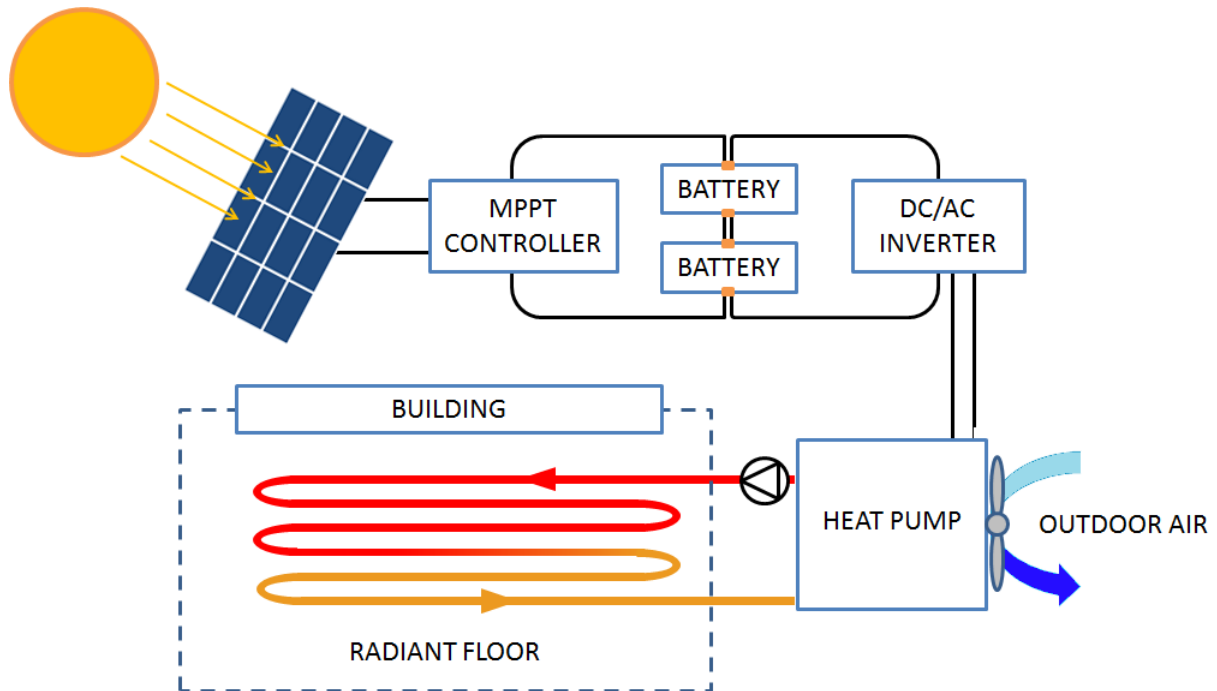 MPPT
CONTROLLER
BATTERY
BATTERY
DC/AC
INVERTER
BUILDING
HEAT PUMP
OUTDOOR AIR
RADIANT FLOOR